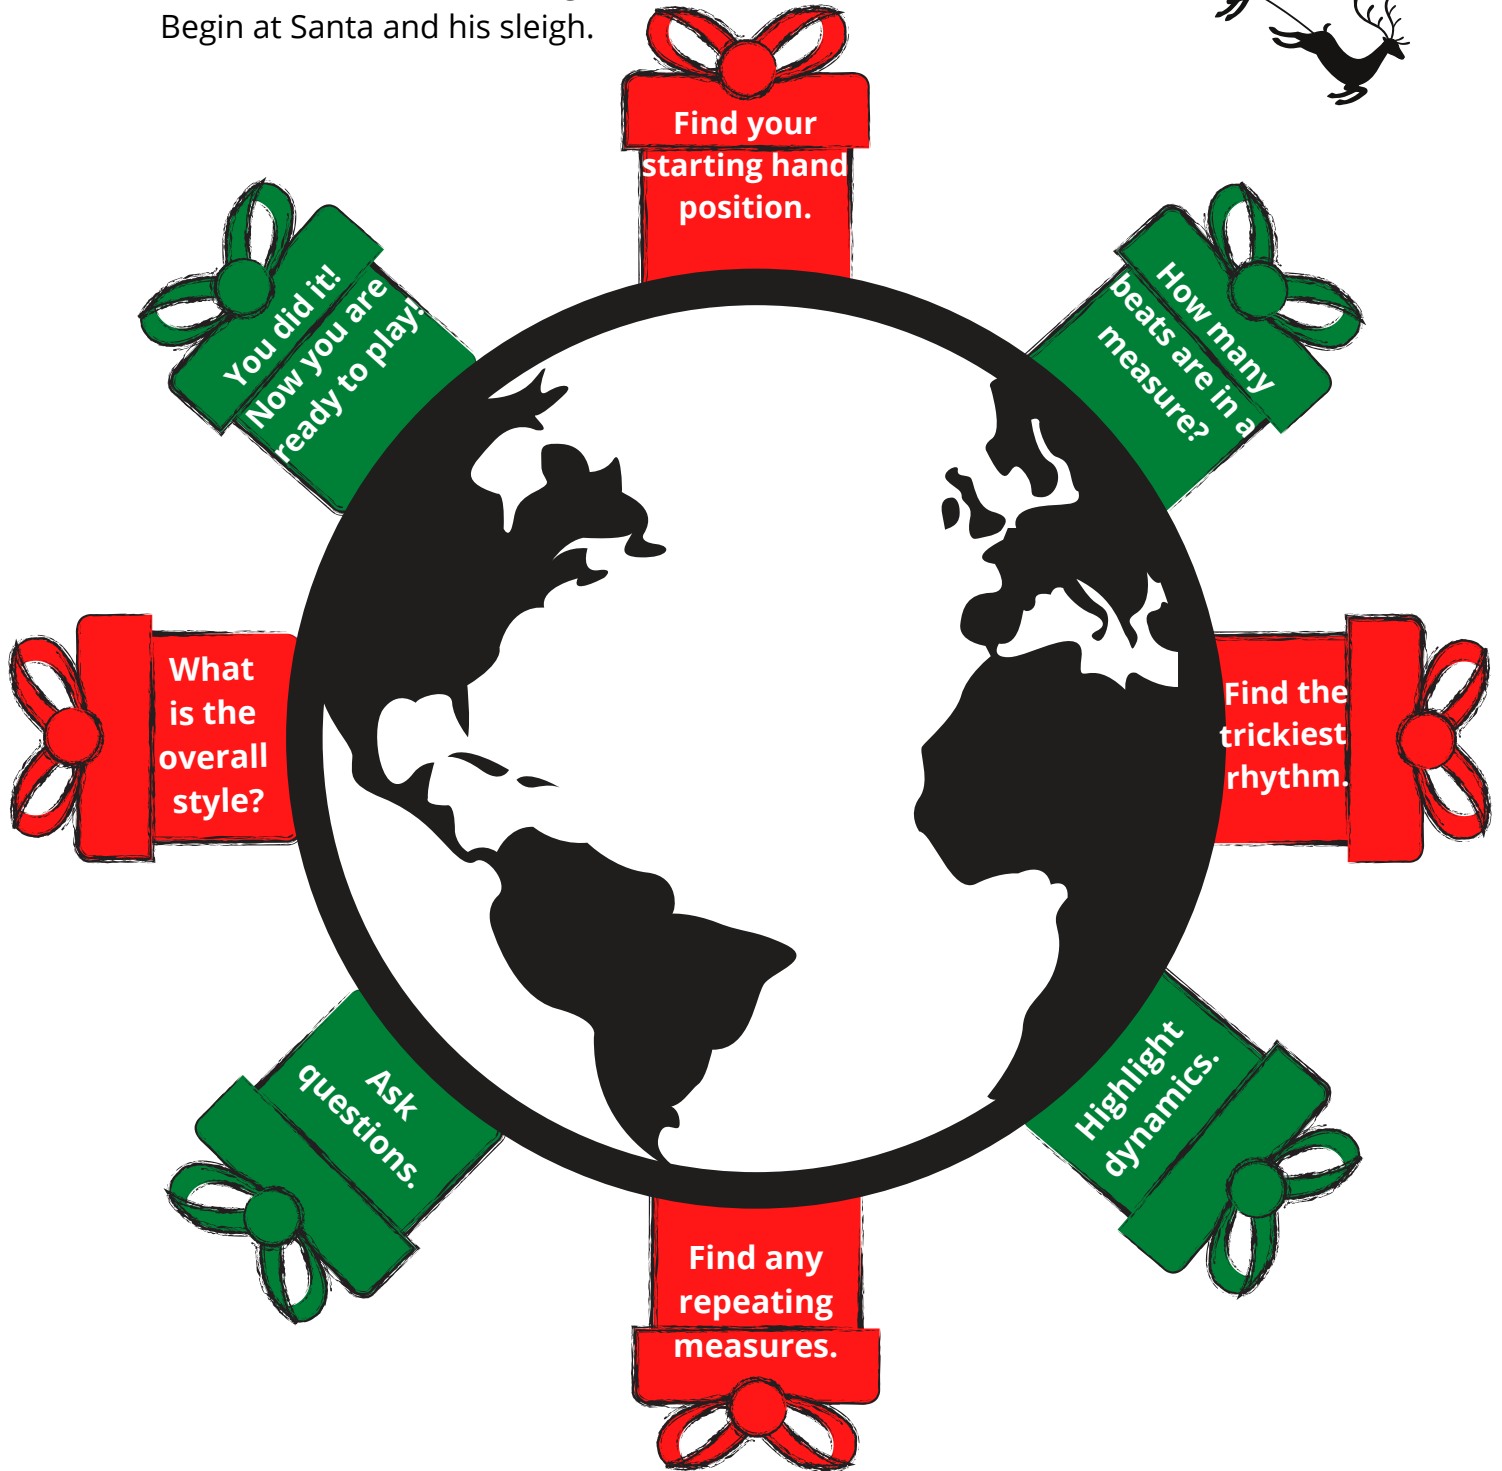 Begin at Santa and his sleigh.
Find your
starting hand
position.
How many
beats are in a
measure?
Find the
trickiest
rhythm.
Highlight
dynamics.
Find any
repeating
measures.
Ask
questions.
What
is the
overall
style?
You did it!
Now you are
ready to play!